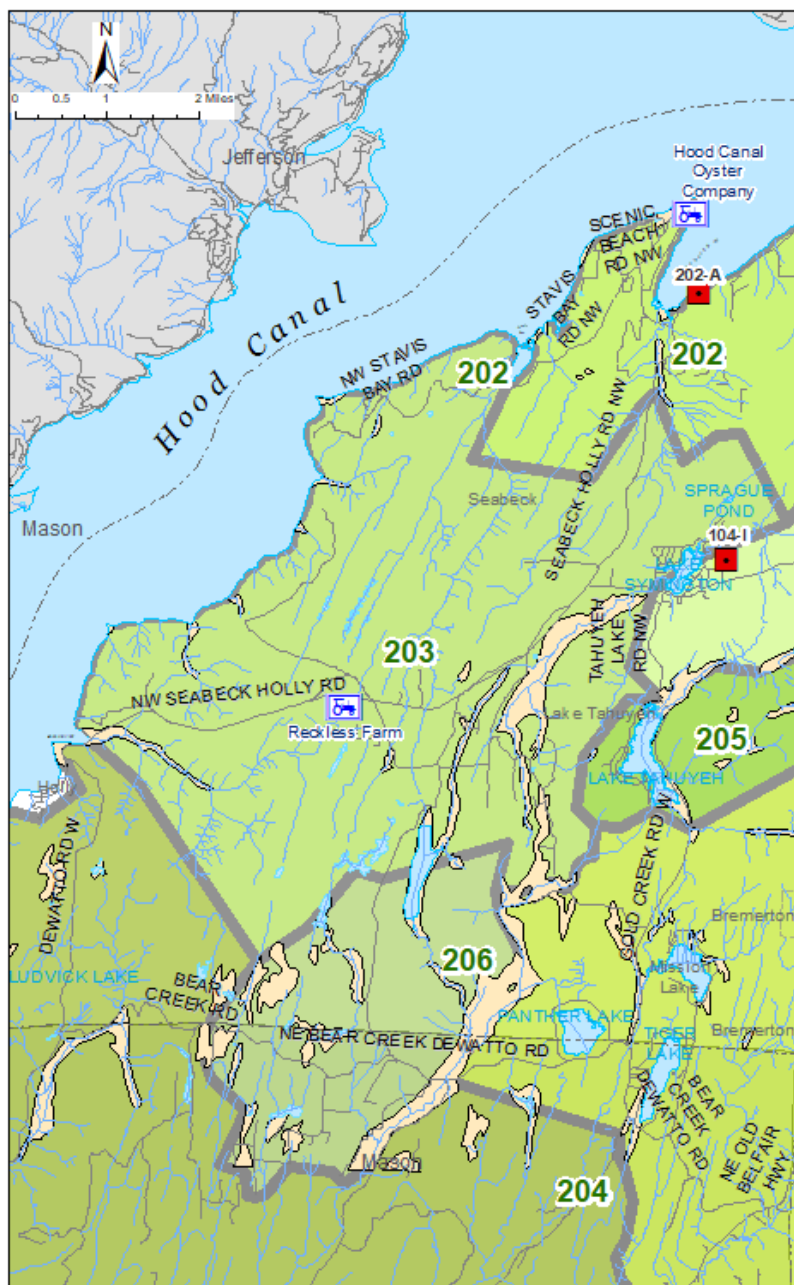 N
0 0.5 1 2 Miles
Jefferson
Hood Canal
Oyster
Company
SCENIC
BEACH
RD NW
202-A
STAVIS
BAY
RD NW
Hood Canal
NW STAVIS
BAY RD
202
202
SEABECK HOLLY RD NW
Seabeck
SPRAGUE
POND
Mason
104-I
LAKE
SYMINGTON
TAHUYEH
LAKE
RD NW
203
NW SEABECK HOLLY RD
Reckless Farm
Lake Tahuyeh
205
LAKE TAHUYEH
Holly
DEWATTO RD W
GOLD CREEK RD W
Bremerton
206
LUDVICK LAKE
BEAR
CREEK RD
Mission
Lake
PANTHER LAKE
TIGER
LAKE
Bremerton
NE BEAR CREEK DEWATTO RD
BEAR
CREEK
DEWATTO RD
NE OLD
BELFAIR
HWY
Mason
204